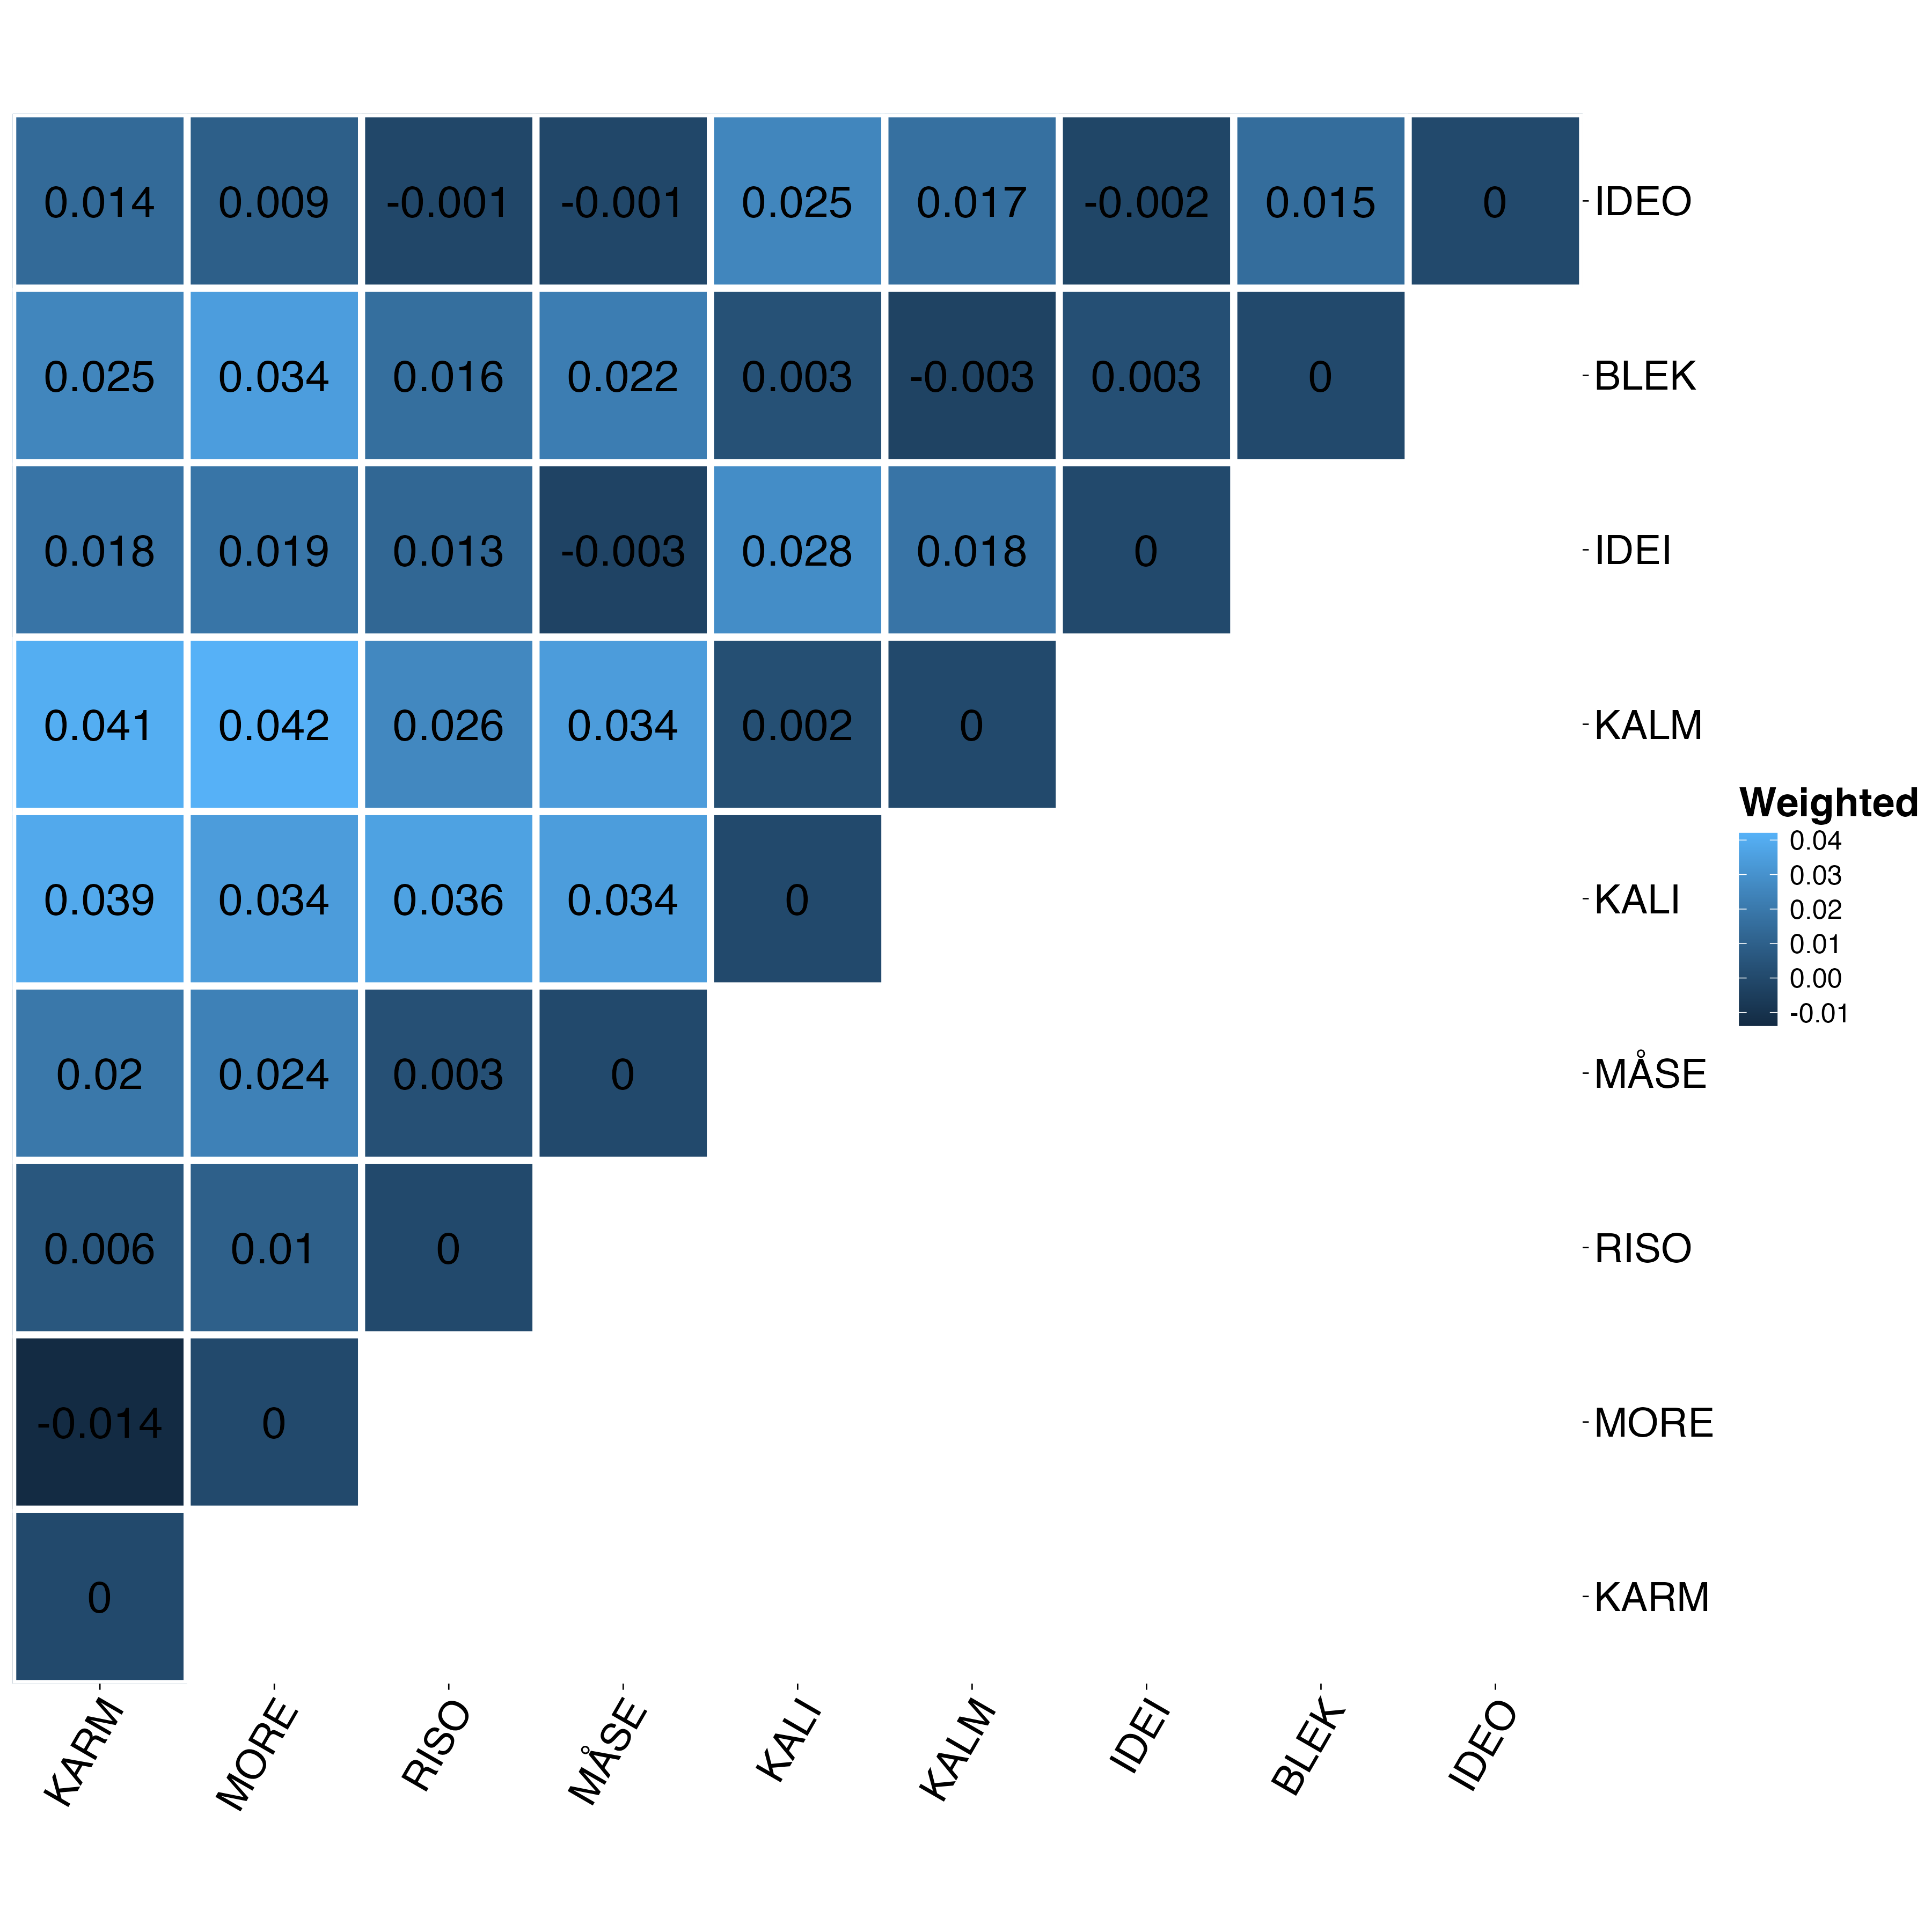 0.014 0.009 -0.001 -0.001 0.025 0.017 -0.002 0.015 0 IDEO
0.025 0.034 0.016 0.022 0.003 -0.003 0.003 0 BLEK
0.018 0.019 0.013 -0.003 0.028 0.018 0 IDEI
0.041 0.042 0.026 0.034 0.002 0 KALM
0.039 0.034 0.036 0.034 0 KALI
0.02 0.024 0.003 0 MÅSE
0.006 0.01 0 RISO
-0.014 0 MORE
0 KARM
KARM MORE RISO MÅSE KALI KALM IDEI BLEK IDEO
Weighted
0.04
0.03
0.02
0.01
0.00
-0.01